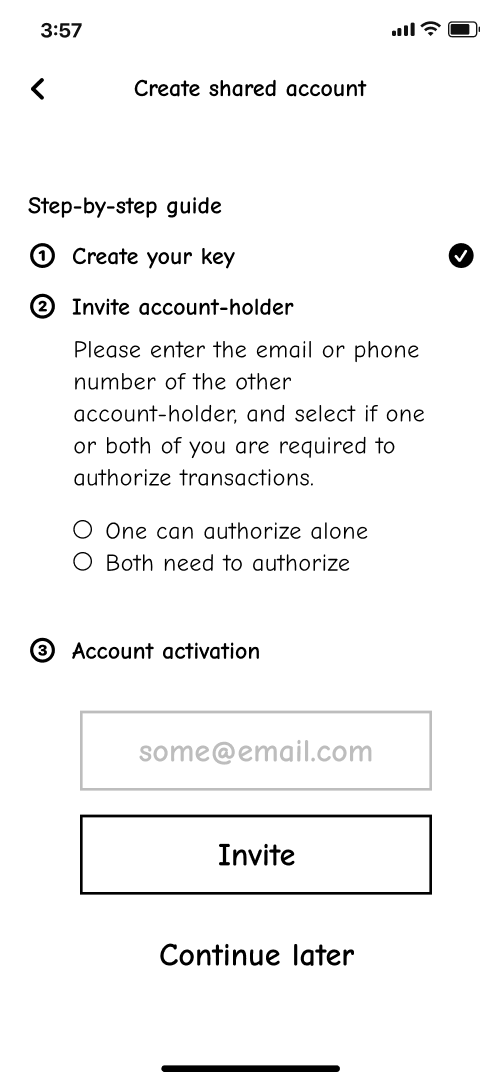 3:57
Create shared account
Step-by-step guide
1 Create your key
2 Invite account-holder
Please enter the email or phone
number of the other
account-holder, and select if one
or both of you are required to
authorize transactions.
One can authorize alone
Both need to authorize
3 Account activation
some@email.com
Invite
Continue later